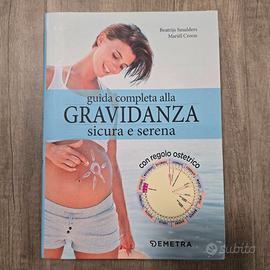 Beatrijs Smulders
Mariël Croon
guida completa alla
GRAVIDANZA
sicura e serena
con regolo ostetrico
DEMETRA
subito